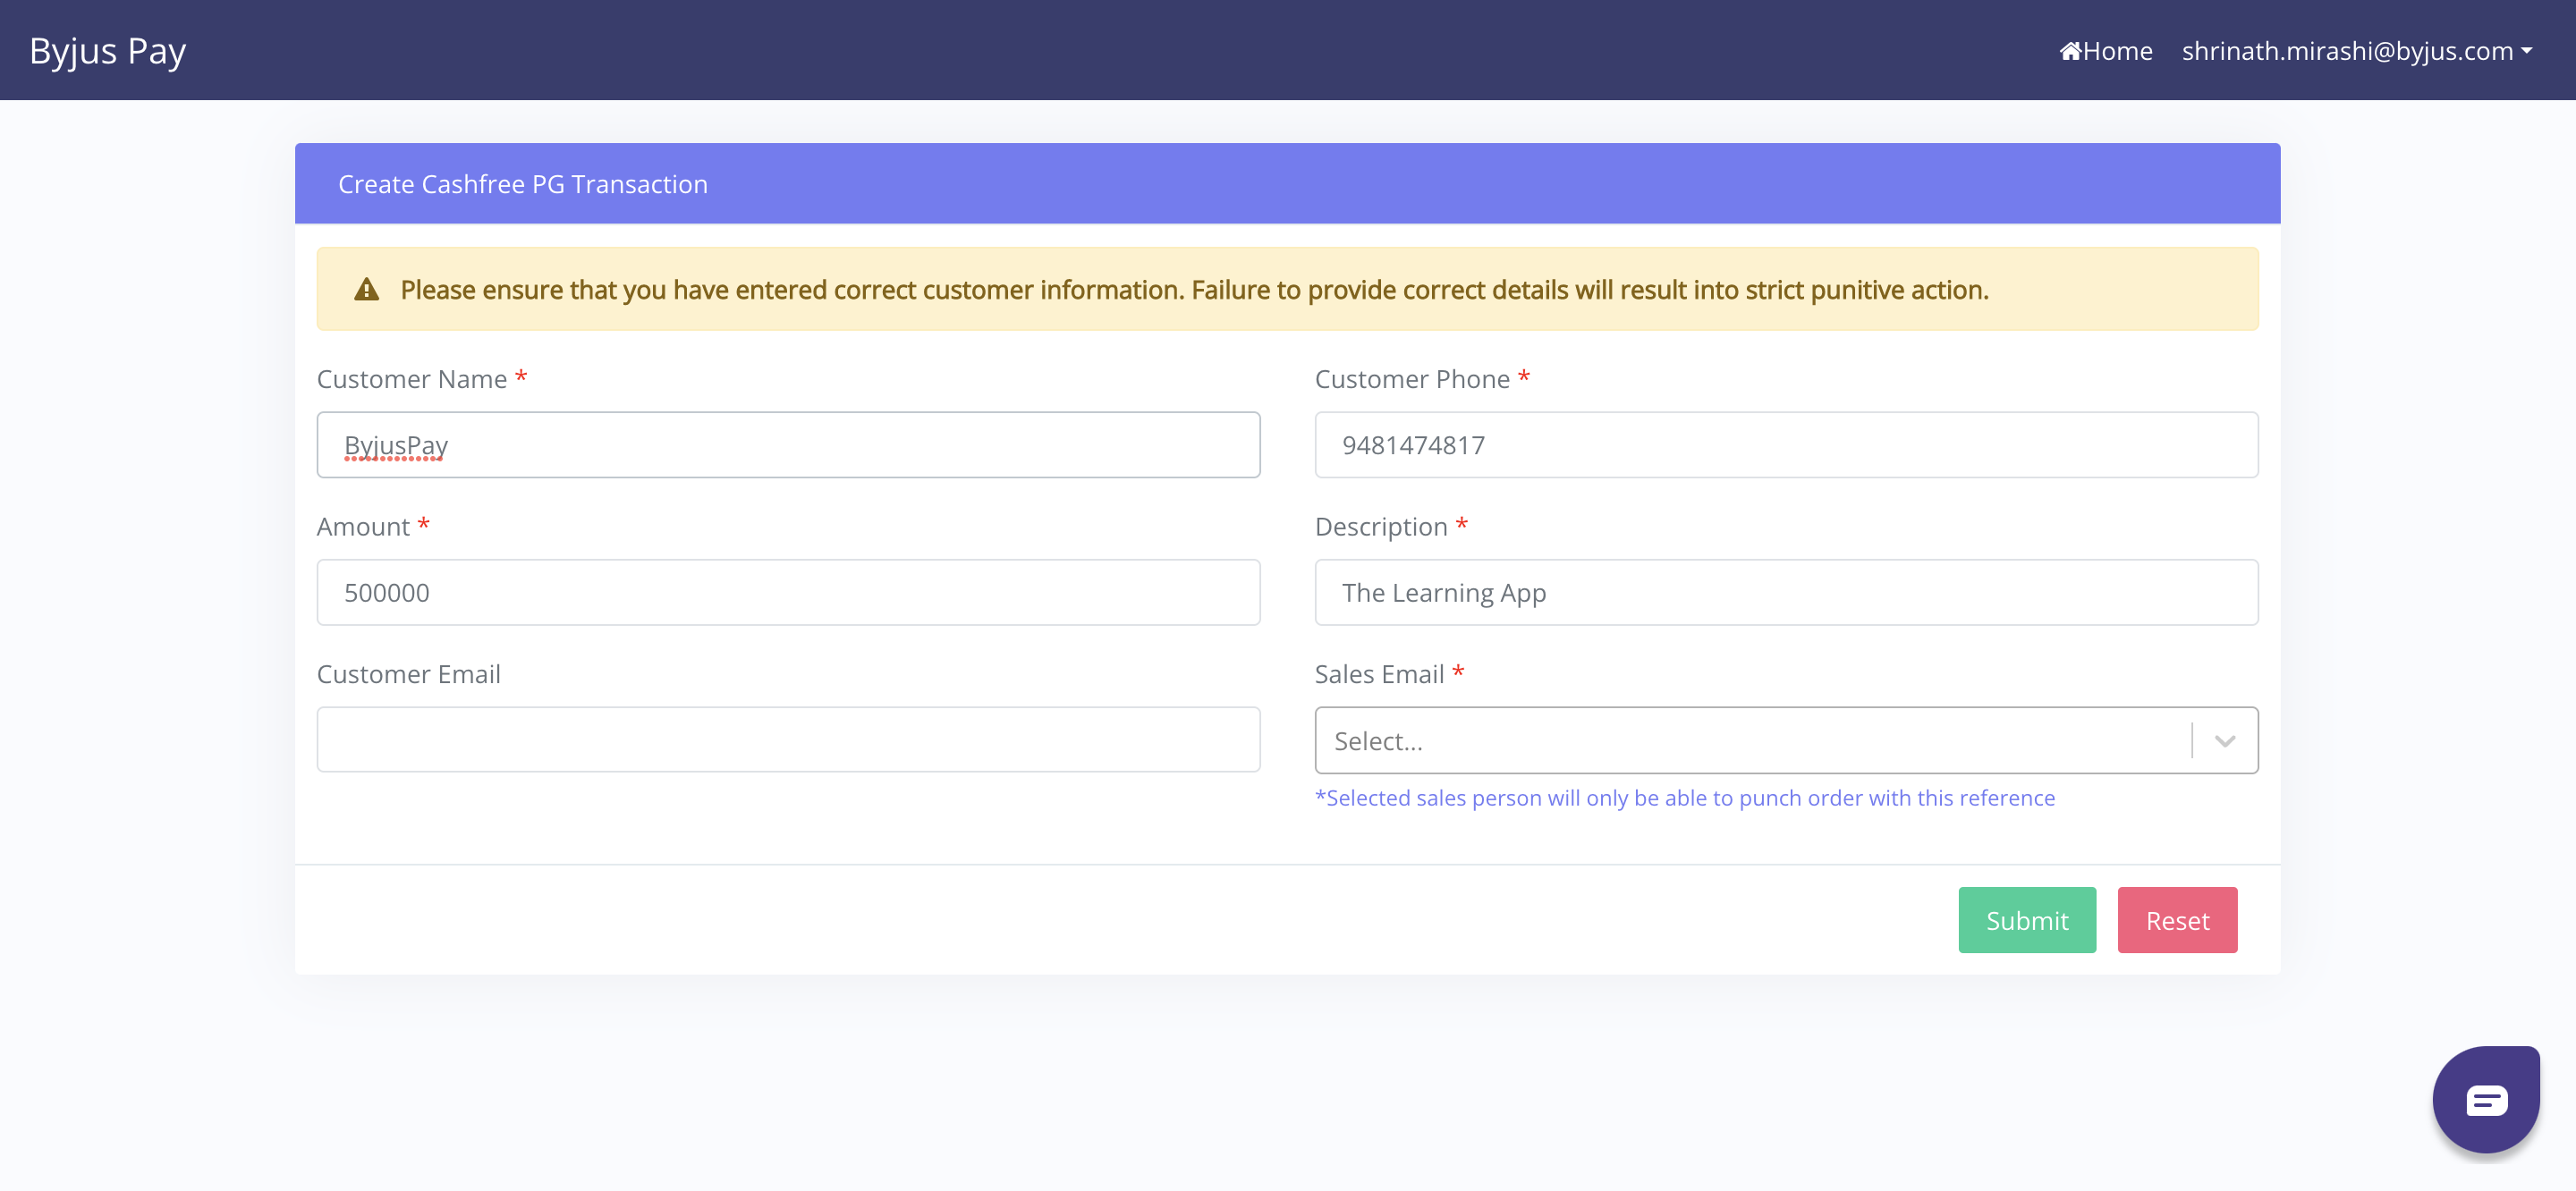 Byjus Pay
Home shrinath.mirashi@byjus.com
Create Cashfree PG Transaction
Please ensure that you have entered correct customer information. Failure to provide correct details will result into strict punitive action.
Customer Name * Customer Phone *
ByjusPay 9481474817
Amount * Description *
500000 The Learning App
Customer Email Sales Email *
Select...
*Selected sales person will only be able to punch order with this reference
Submit Reset